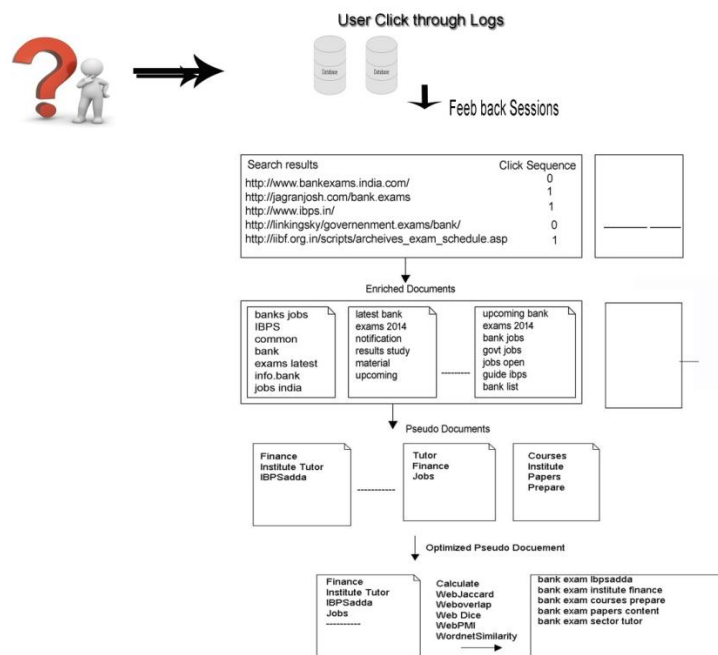 User Click through Logs
Database
Database
Feeb back Sessions
Search results
Click Sequence
http://www.bankexams.india.com/
0
http://jagranjosh.com/bank.exams
1
http://www.ibps.in/
1
http://linkingsky/governenment.exams/bank/
0
http://iibf.org.in/scripts/archeives_exam_schedule.asp
1
Enriched Documents
banks jobs
IBPS
common
bank
exams latest
info.bank
jobs india
latest bank
exams 2014
notification
results study
material
upcoming
---------
upcoming bank
exams 2014
bank jobs
govt jobs
jobs open
guide ibps
bank list
Pseudo Documents
Finance
Institute Tutor
IBPSadda
-----------
Tutor
Finance
Jobs
Courses
Institute
Papers
Prepare
Optimized Pseudo Docuement
Finance
Institute Tutor
IBPSadda
Jobs
----------
Calculate
WebJaccard
Weboverlap
Web Dice
WebPMI
WordnetSimilarity
bank exam Ibpsadda
bank exam institute finance
bank exam courses prepare
bank exam papers content
bank exam sector tutor